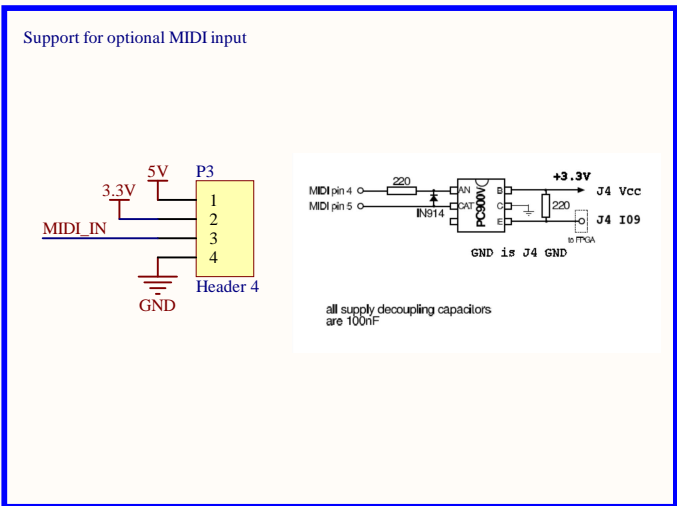 Support for optional MIDI input
5V
P3
3.3V
1
2
MIDI_IN
3
4
Header 4
GND
220
+3.3V
MIDI pin 4
AN
B
J4 Vcc
MIDI pin 5
CAT
C
220
IN914
PC900V
E
J4 I09
to FPGA
GND is J4 GND
all supply decoupling capacitors
are 100nF